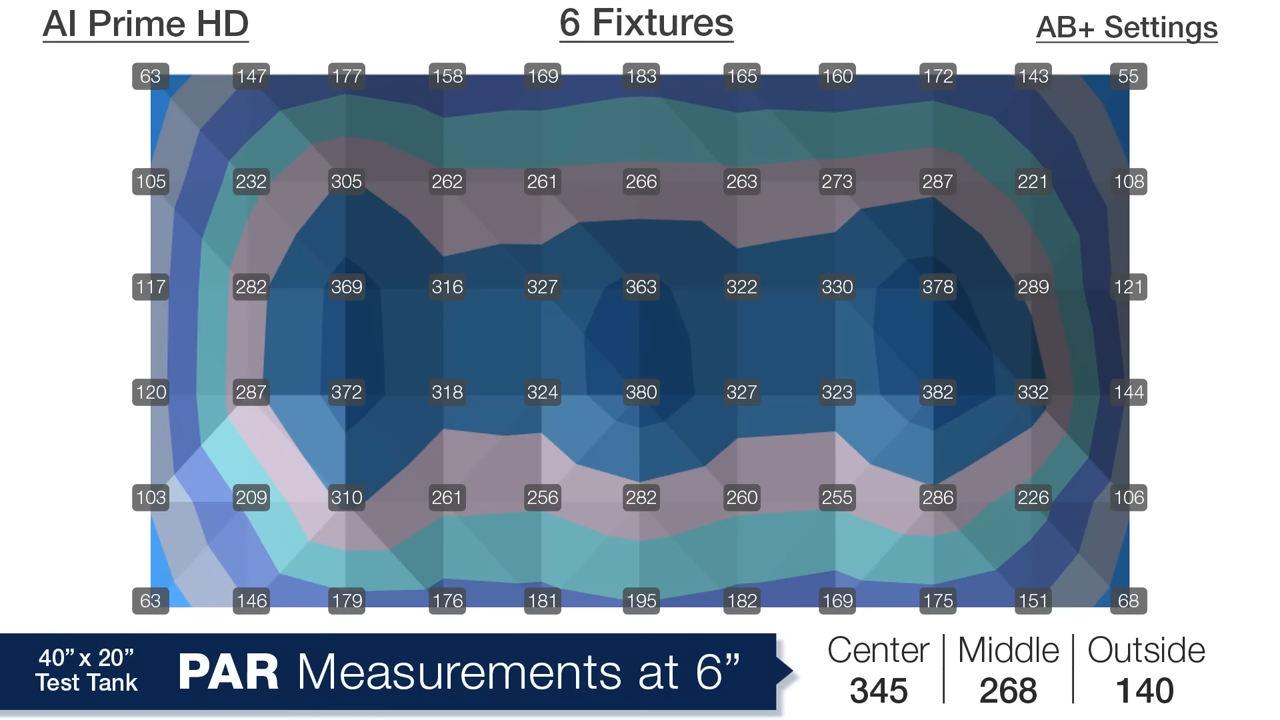 AI Prime HD
6 Fixtures
AB+ Settings
63 147 177 158 169 183 165 160 172 143 55
105 232 305 262 261 266 263 273 287 221 108
117 282 369 316 327 363 322 330 378 289 121
120 287 372 318 324 380 327 323 382 332 144
103 209 310 261 256 282 260 255 286 226 106
63 146 179 176 181 195 182 169 175 151 68
40” x 20”
Test Tank
PAR Measurements at 6”
Center Middle Outside
345 268 140